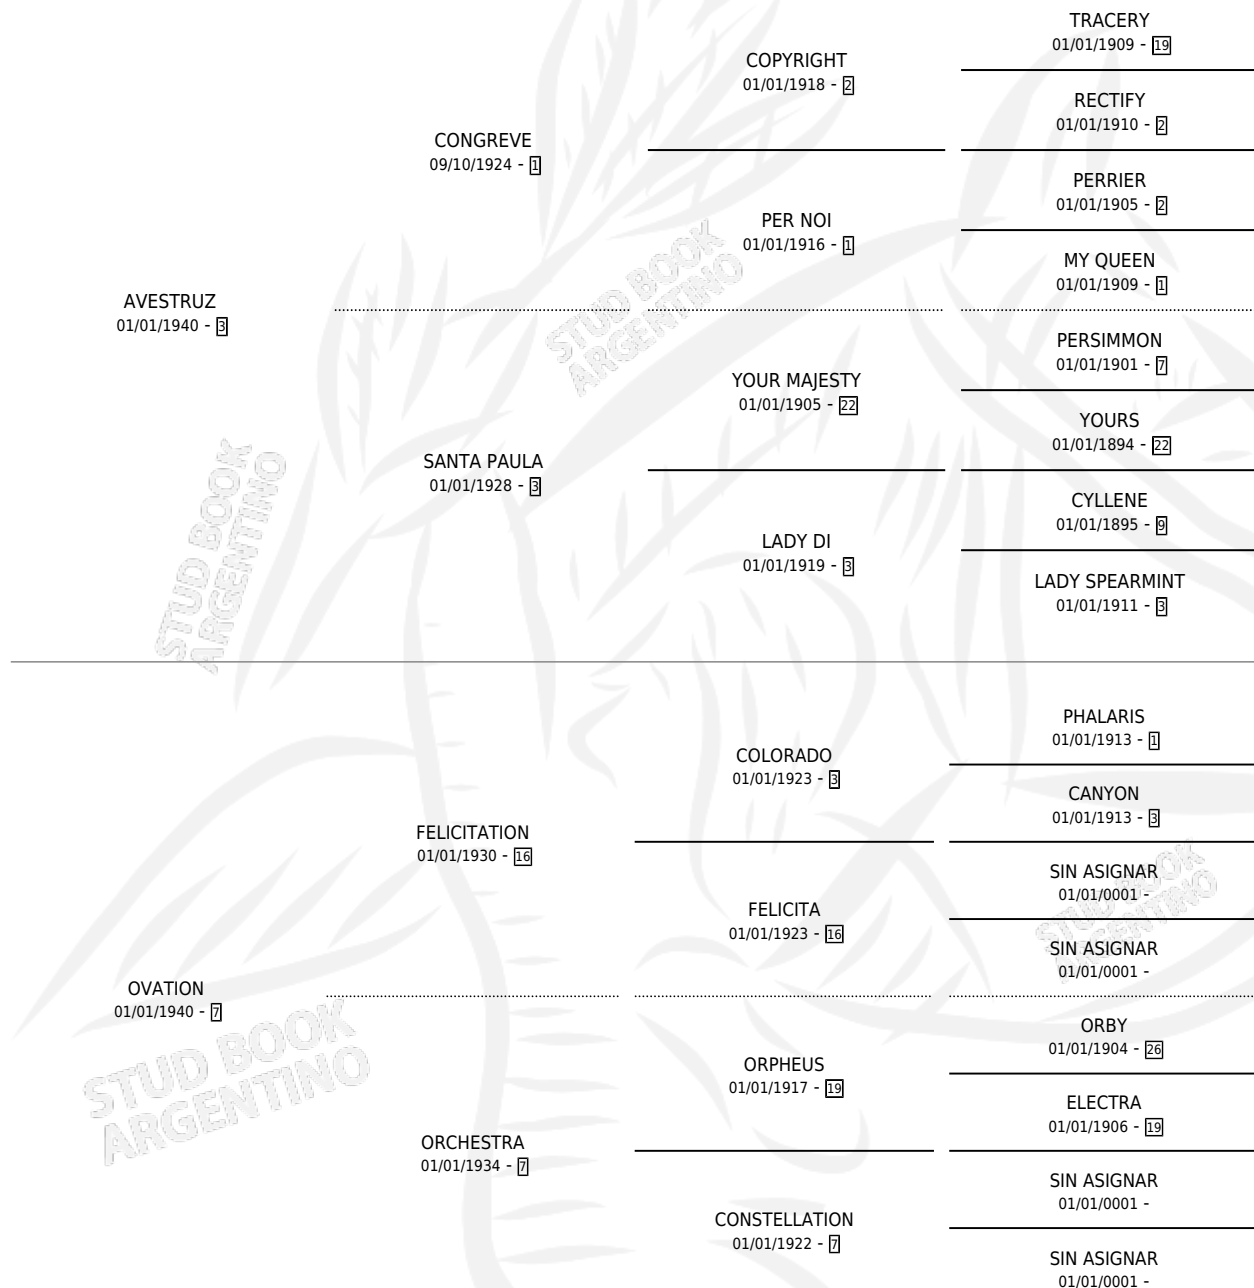 TRACERY
01/01/1909 - 19
COPYRIGHT
01/01/1918 - 2
RECTIFY
01/01/1910 - 2
CONGREVE
09/10/1924 - 1
PERRIER
01/01/1905 - 2
PER NOI
01/01/1916 - 1
MY QUEEN
01/01/1909 - 1
AVESTRUZ
01/01/1940 - 3
PERSIMMON
01/01/1901 - 7
YOUR MAJESTY
01/01/1905 - 22
YOURS
01/01/1894 - 22
SANTA PAULA
01/01/1928 - 3
CYLLENE
01/01/1895 - 9
LADY DI
01/01/1919 - 3
LADY SPEARMINT
01/01/1911 - 3
PHALARIS
01/01/1913 - 1
COLORADO
01/01/1923 - 3
CANYON
01/01/1913 - 3
FELICITATION
01/01/1930 - 16
SIN ASIGNAR
01/01/0001 -
FELICITA
01/01/1923 - 16
SIN ASIGNAR
01/01/0001 -
OVATION
01/01/1940 - 7
ORBY
01/01/1904 - 26
ORPHEUS
01/01/1917 - 19
ELECTRA
01/01/1906 - 19
ORCHESTRA
01/01/1934 - 7
SIN ASIGNAR
01/01/0001 -
CONSTELLATION
01/01/1922 - 7
SIN ASIGNAR
01/01/0001 -
STUD BOOK
ARGENTINO
STUD BOOK
ARGENTINO
STUD BOOK
ARGENTINO
STUD BOOK
ARGENTINO